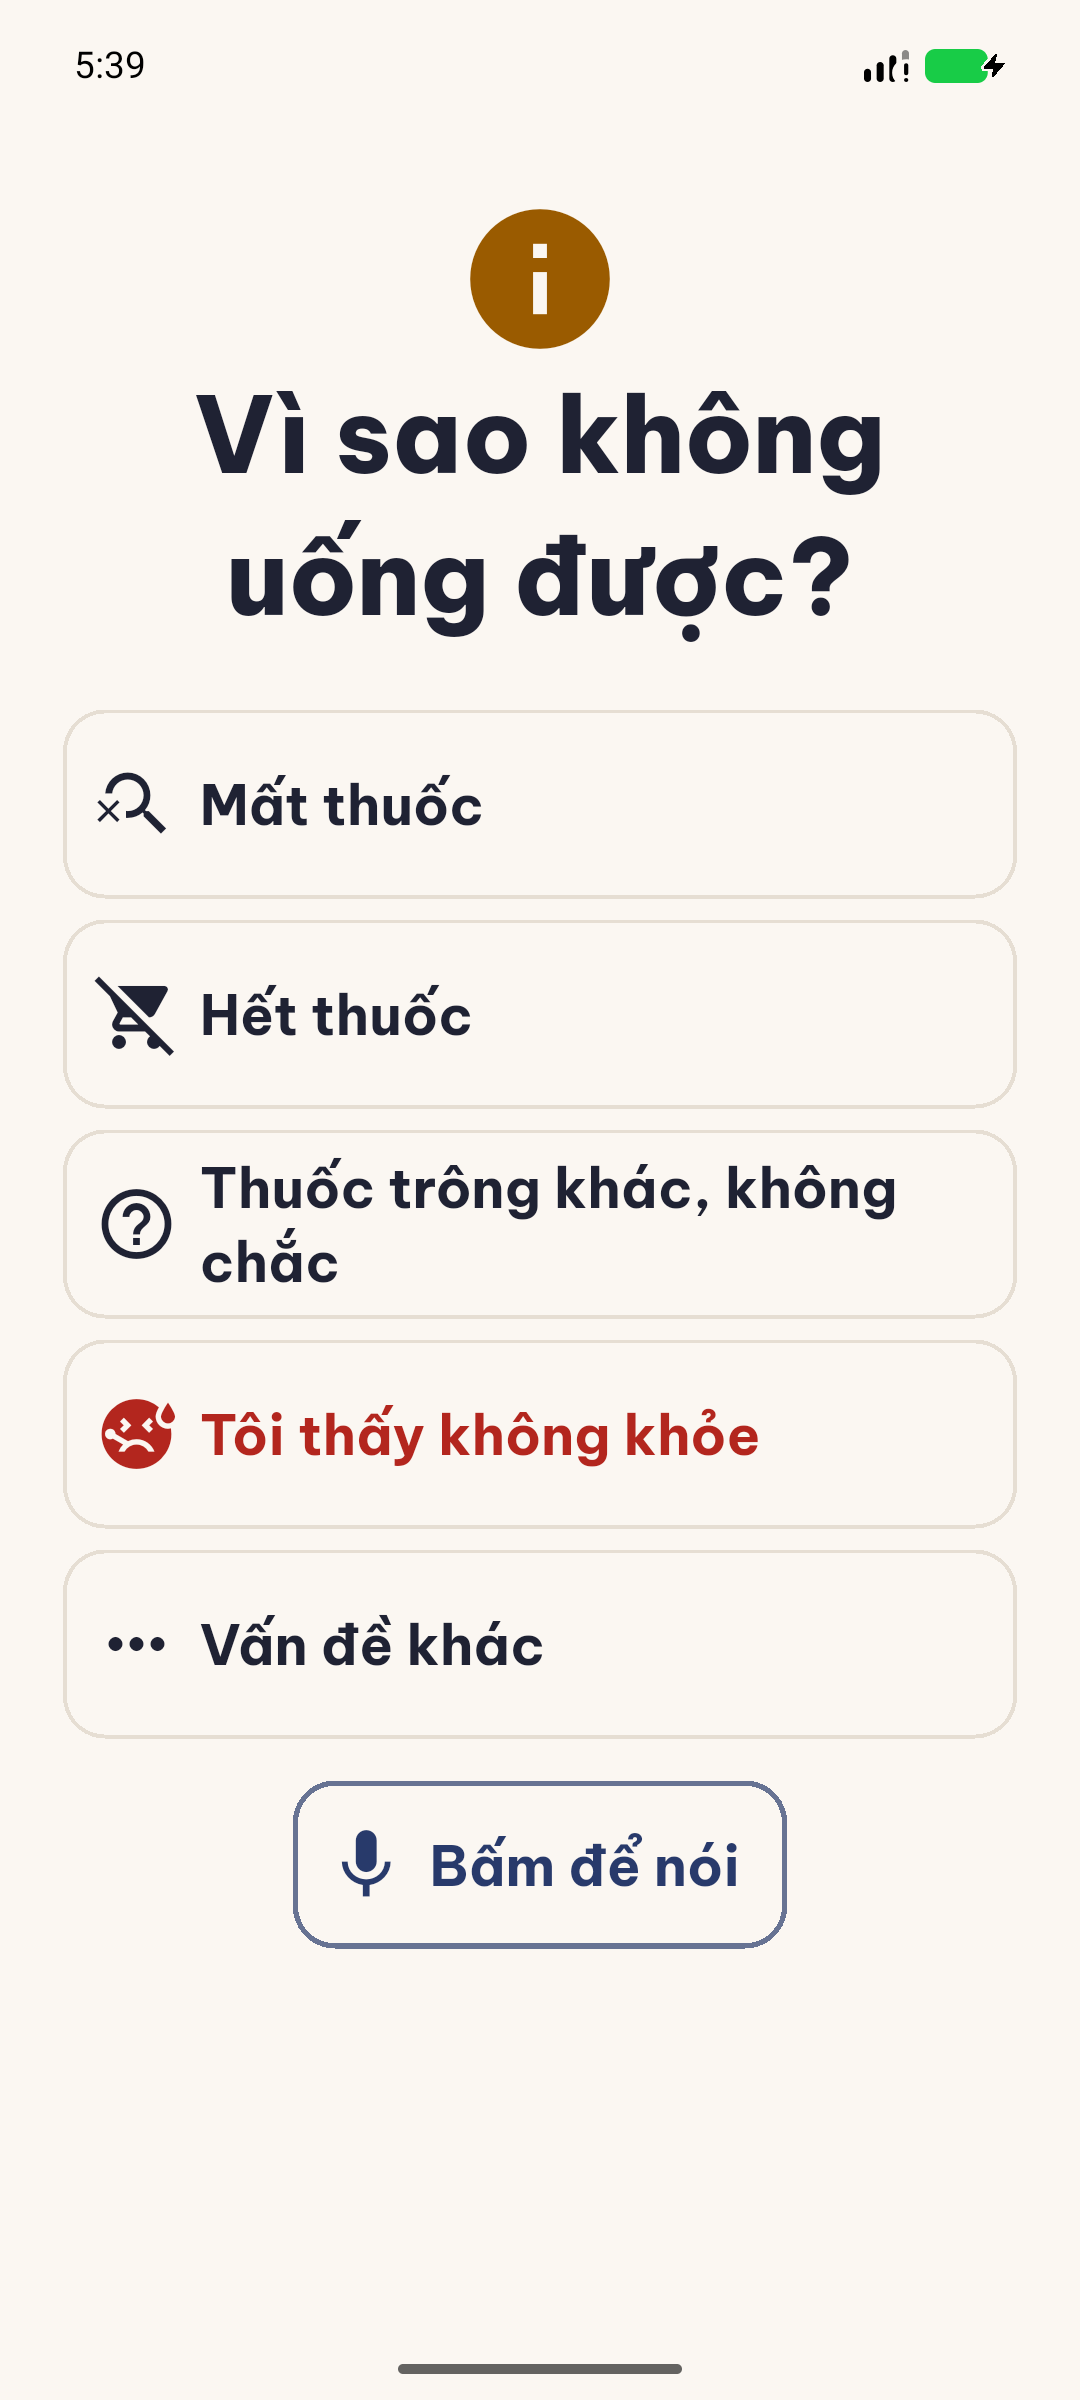 5:39
Vì sao không
uống được?
Mất thuốc
Hết thuốc
Thuốc trông khác, không
chắc
Tôi thấy không khỏe
Vấn đề khác
Bấm để nói